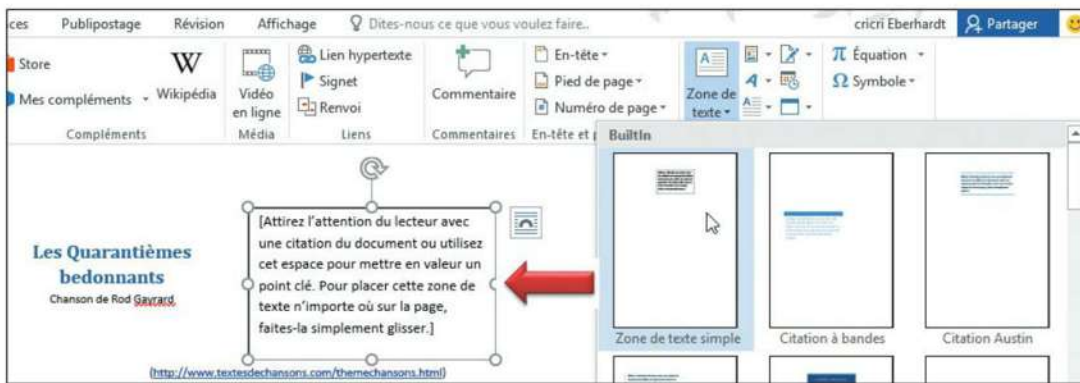 ces Publipostage Révision Affichage Dites-nous ce que vous voulez faire.. cricri Eberhardt Partager
Store
Mes compléments
W
Wikipédia
Vidéo
en ligne
Lien hypertexte
Signet
Renvoi
Commentaire
En-tête
Pied de page
Numéro de page
Zone de
texte
π Équation
Ω Symbole
Compléments Média Liens Commentaires En-tête et p
BuiltIn
Les Quarantièmes
bedonnants
Chanson de Rod Gayrard
[Attirez l'attention du lecteur avec
une citation du document ou utilisez
cet espace pour mettre en valeur un
point clé. Pour placer cette zone de
texte n'importe où sur la page,
faites-la simplement glisser.]
(http://www.textesdechansons.com/themechansons.html)
Zone de texte simple Citation à bandes Citation Austin